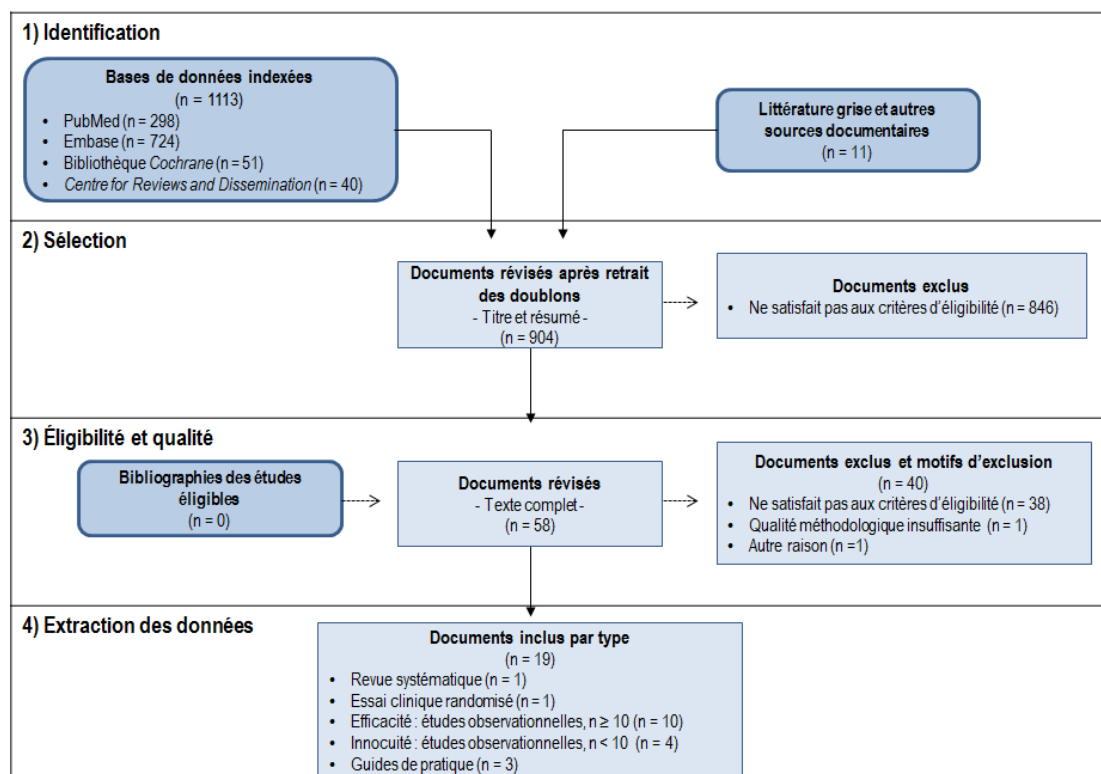 1) Identification
Bases de données indexées
(n = 1113)
• PubMed (n = 298)
• Embase (n = 724)
• Bibliothèque Cochrane (n = 51)
• Centre for Reviews and Dissemination (n = 40)
Littérature grise et autres
sources documentaires
(n = 11)
2) Sélection
Documents révisés après retrait
des doublons
- Titre et résumé -
(n = 904)
Documents exclus
• Ne satisfait pas aux critères d'éligibilité (n = 846)
3) Éligibilité et qualité
Bibliographies des études
éligibles
(n = 0)
Documents révisés
- Texte complet -
(n = 58)
Documents exclus et motifs d'exclusion
(n = 40)
• Ne satisfait pas aux critères d'éligibilité (n = 38)
• Qualité méthodologique insuffisante (n = 1)
• Autre raison (n =1)
4) Extraction des données
Documents inclus par type
(n = 19)
• Revue systématique (n = 1)
• Essai clinique randomisé (n = 1)
• Efficacité : études observationnelles, n ≥ 10 (n = 10)
• Innocuité : études observationnelles, n < 10 (n = 4)
• Guides de pratique (n = 3)